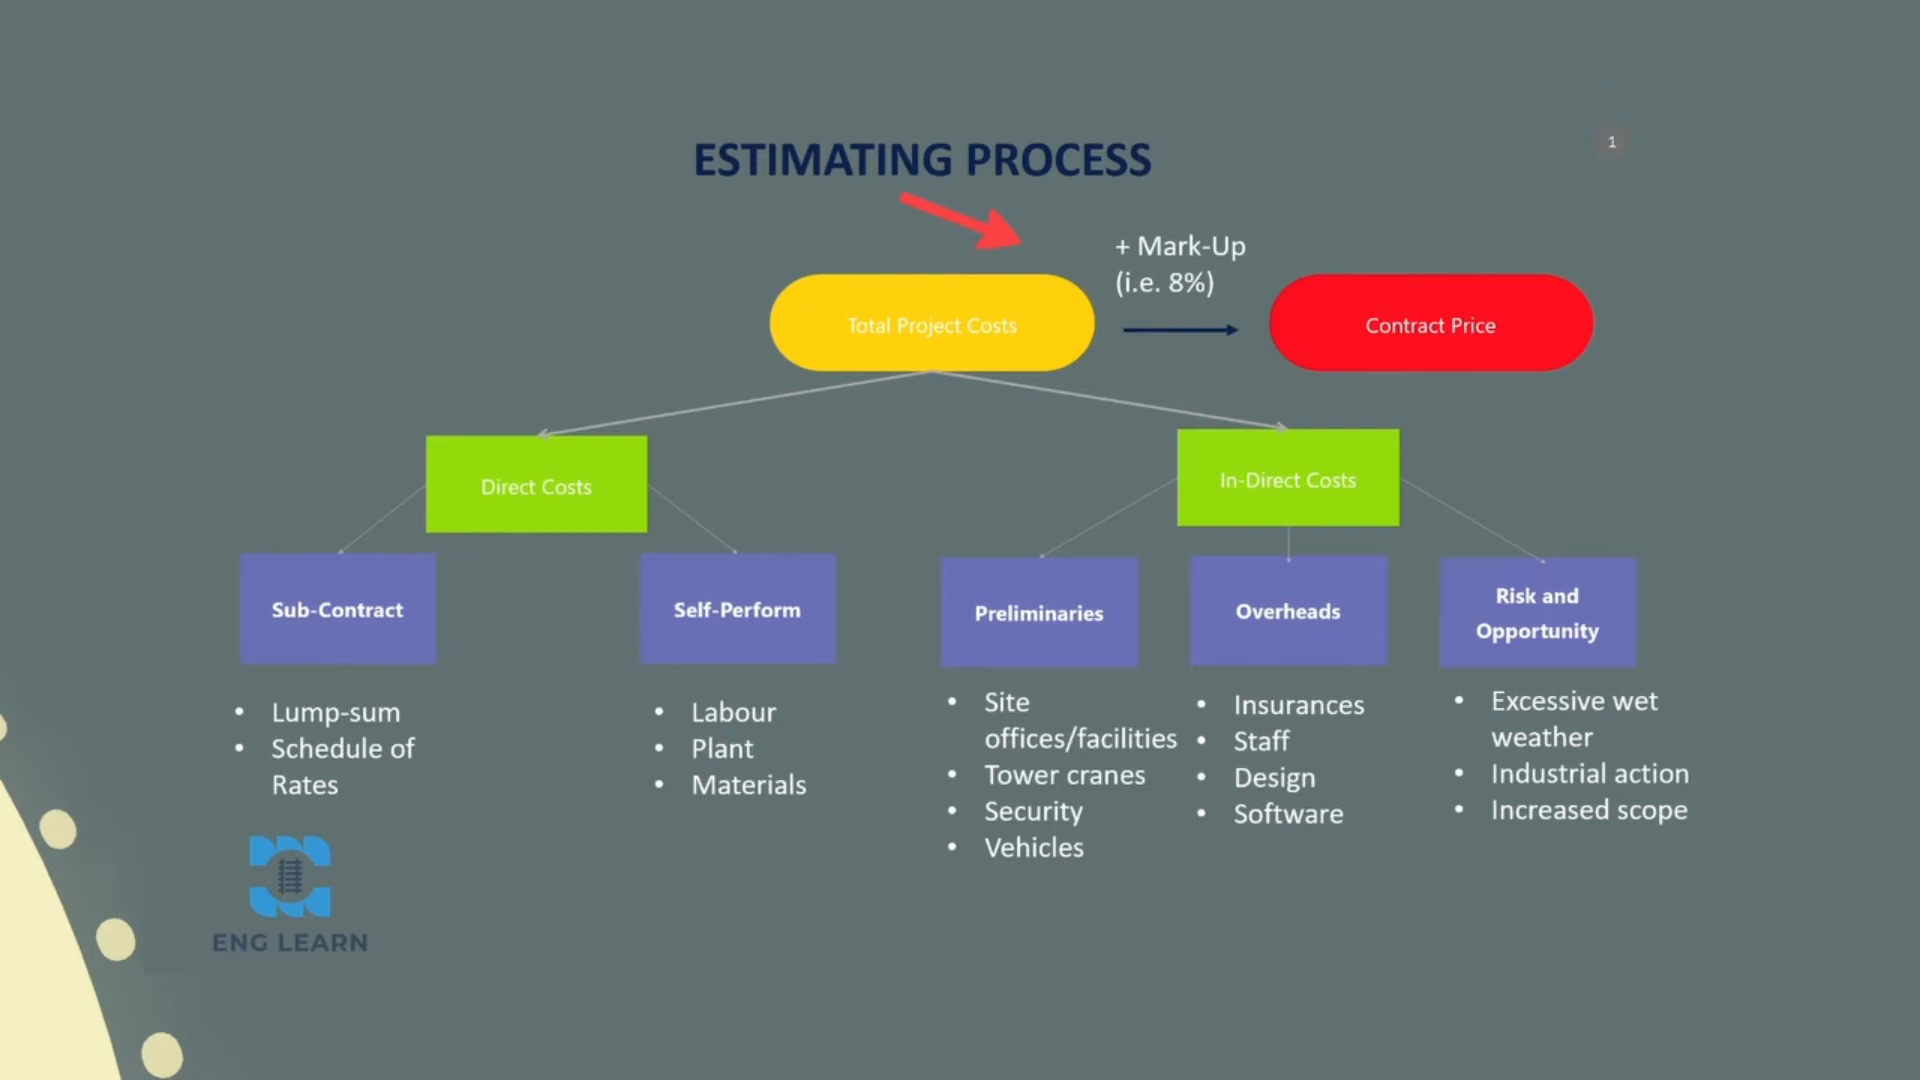 ESTIMATING PROCESS
1
+ Mark-Up
(i.e. 8%)
Total Project Costs
Contract Price
Direct Costs
In-Direct Costs
Sub-Contract
Self-Perform
Preliminaries
Overheads
Risk and
Opportunity
• Lump-sum
• Schedule of
Rates
• Labour
• Plant
• Materials
• Site
offices/facilities
• Tower cranes
• Security
• Vehicles
• Insurances
• Staff
• Design
• Software
• Excessive wet
weather
• Industrial action
• Increased scope
ENG LEARN